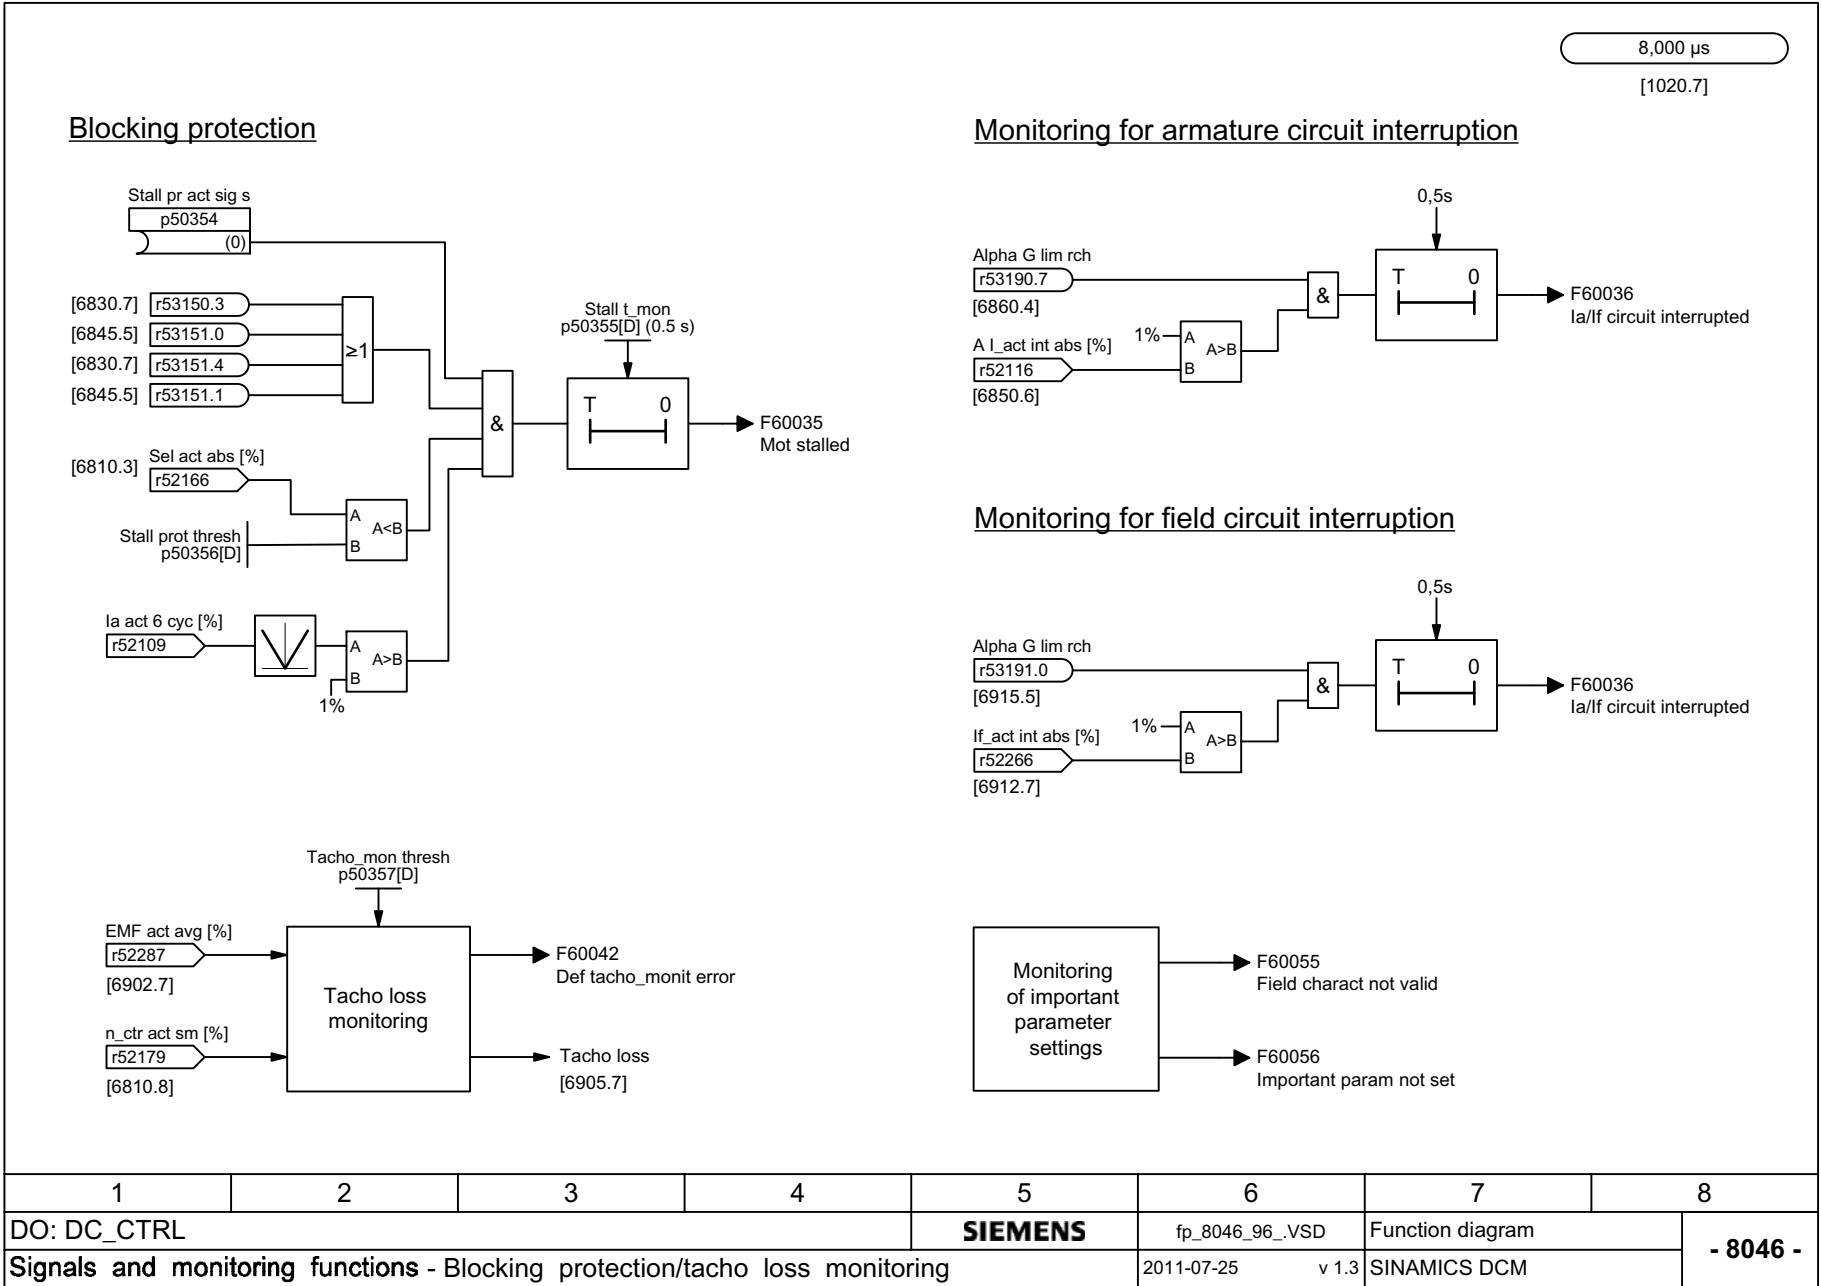 8,000 µs
[1020.7]
Blocking protection
Stall pr act sig s
p50354
(0)
[6830.7] r53150.3
[6845.5] r53151.0
[6830.7] r53151.4
[6845.5] r53151.1
≥1
Sel act abs [%]
[6810.3] r52166
Stall prot thresh
p50356[D]
A
A<B
B
Ia act 6 cyc [%]
r52109
A
A>B
B
1%
&
Stall t_mon
p50355[D] (0.5 s)
T 0
F60035
Mot stalled
Monitoring for armature circuit interruption
0,5s
Alpha G lim rch
r53190.7
[6860.4]
A I_act int abs [%]
r52116
[6850.6]
1%
A
A>B
B
&
T 0
F60036
Ia/If circuit interrupted
Monitoring for field circuit interruption
0,5s
Alpha G lim rch
r53191.0
[6915.5]
If_act int abs [%]
r52266
[6912.7]
1%
A
A>B
B
&
T 0
F60036
Ia/If circuit interrupted
Tacho_mon thresh
p50357[D]
EMF act avg [%]
r52287
[6902.7]
n_ctr act sm [%]
r52179
[6810.8]
Tacho loss
monitoring
F60042
Def tacho_monit error
Tacho loss
[6905.7]
Monitoring
of important
parameter
settings
F60055
Field charact not valid
F60056
Important param not set
1 2 3 4 5 6 7 8
DO: DC_CTRL SIEMENS fp_8046_96_.VSD Function diagram
- 8046 -
Signals and monitoring functions - Blocking protection/tacho loss monitoring 2011-07-25 v 1.3 SINAMICS DCM